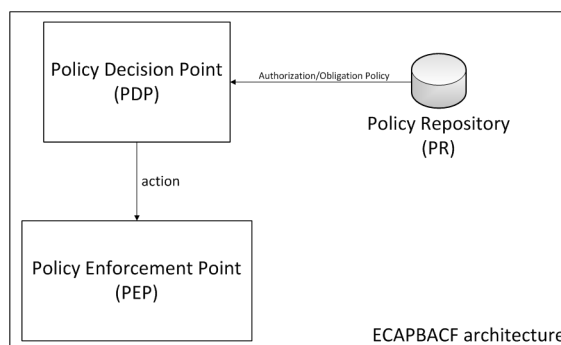 Policy Decision Point
(PDP)
Authorization/Obligation Policy
Policy Repository
(PR)
action
Policy Enforcement Point
(PEP)
ECAPBACF architecture